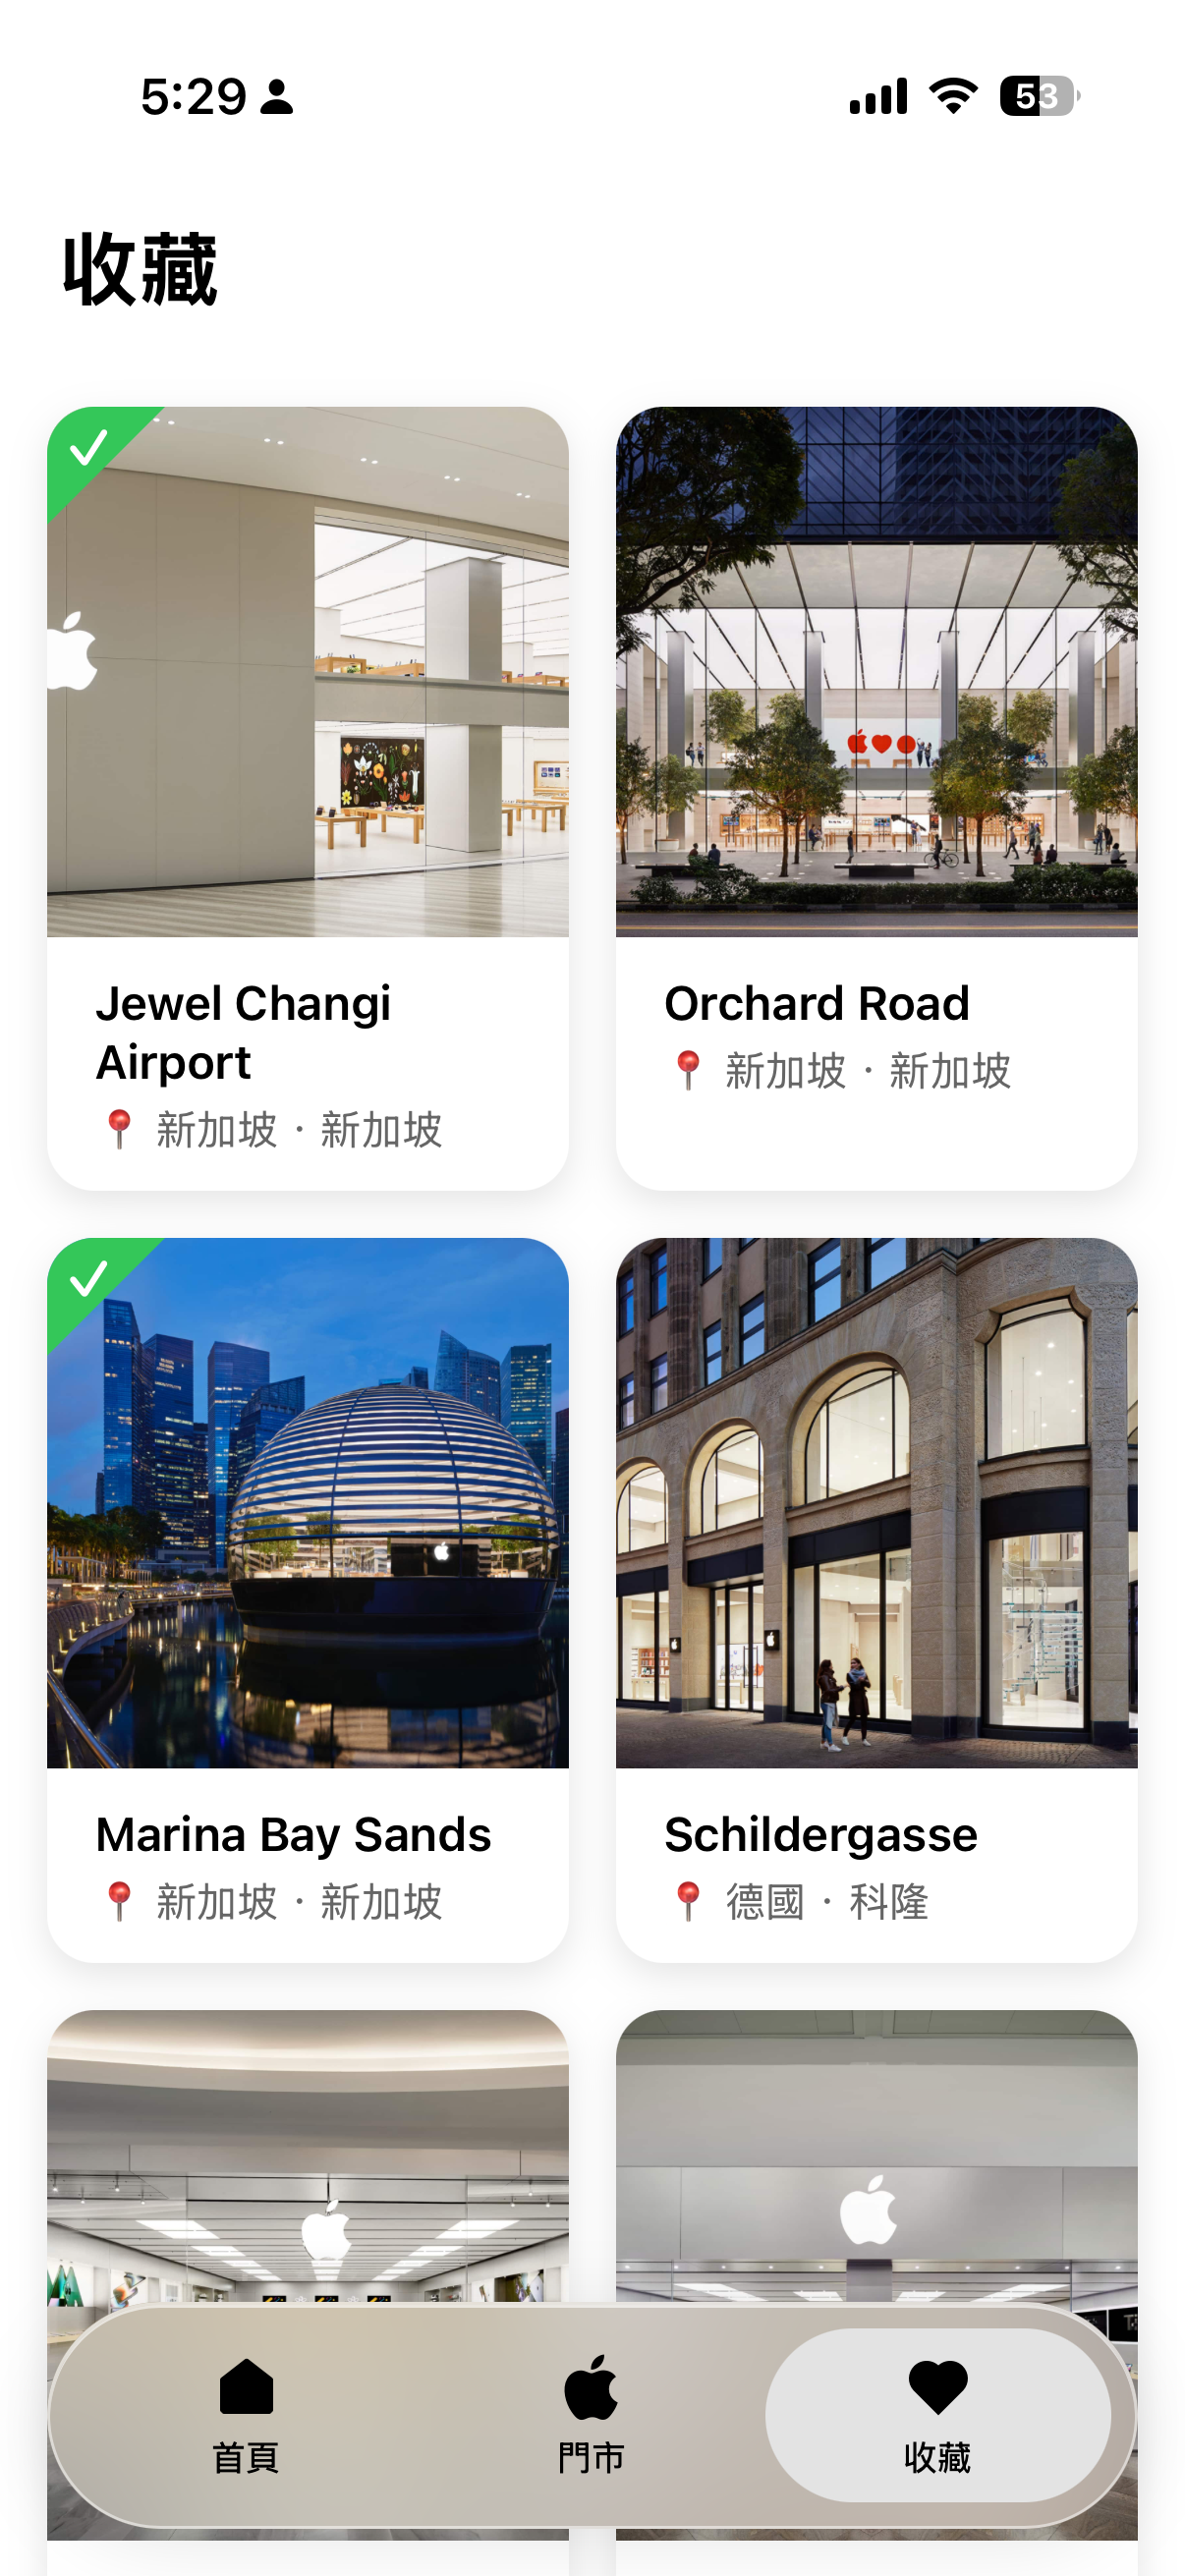 5:29
53
收藏
Jewel Changi
Airport
新加坡 · 新加坡
Orchard Road
新加坡 · 新加坡
Marina Bay Sands
新加坡 · 新加坡
Schildergasse
德國 · 科隆
首頁
門市
收藏